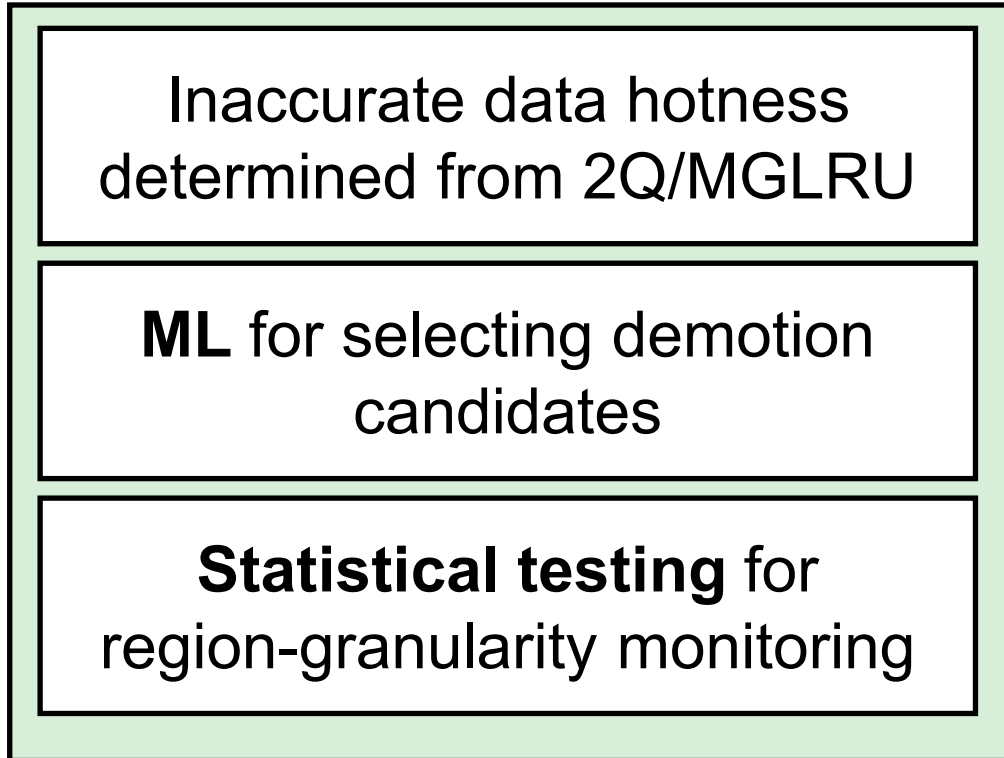 Inaccurate data hotness
determined from 2Q/MGLRU
ML for selecting demotion
candidates
Statistical testing for
region-granularity monitoring